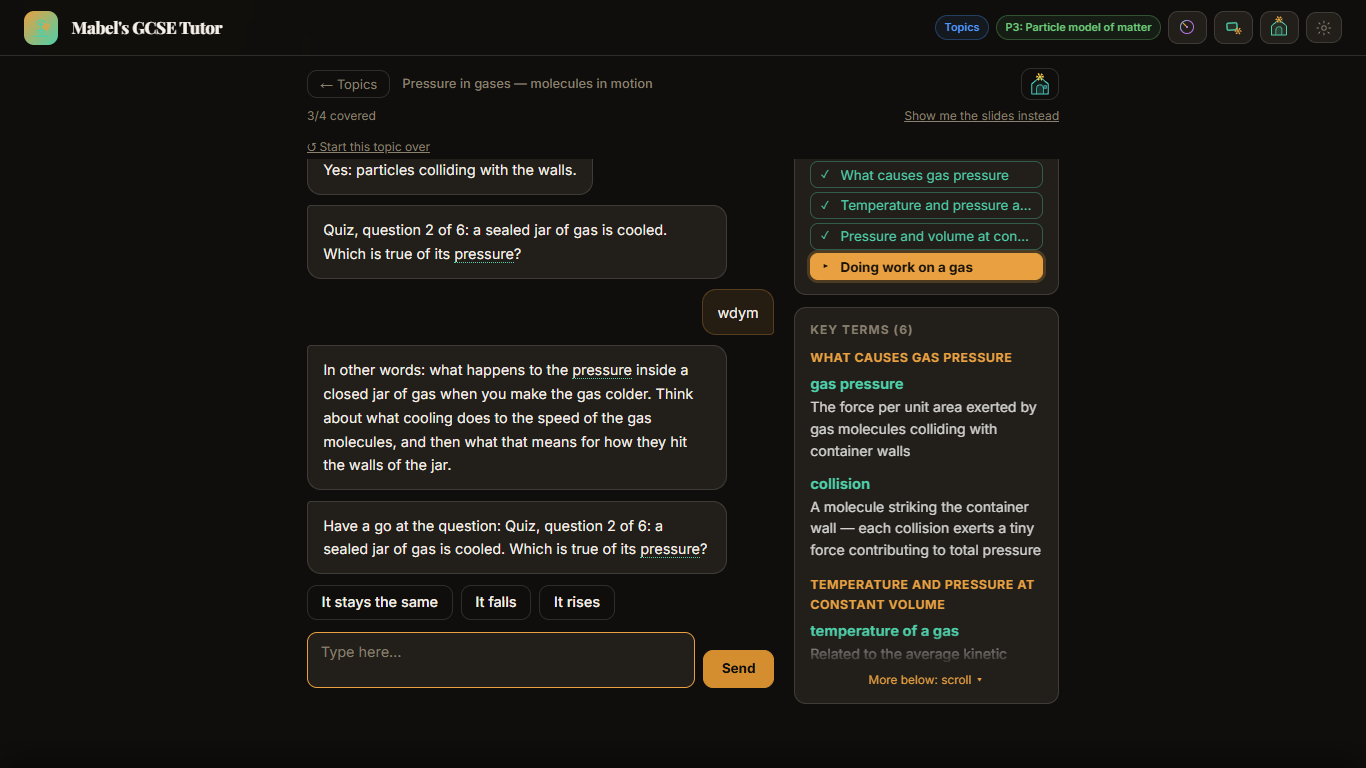 Mabel's GCSE Tutor
Topics
P3: Particle model of matter
← Topics
Pressure in gases — molecules in motion
3/4 covered
Show me the slides instead
↺ Start this topic over
Yes: particles colliding with the walls.
Quiz, question 2 of 6: a sealed jar of gas is cooled.
Which is true of its pressure?
wdym
In other words: what happens to the pressure inside a
closed jar of gas when you make the gas colder. Think
about what cooling does to the speed of the gas
molecules, and then what that means for how they hit
the walls of the jar.
Have a go at the question: Quiz, question 2 of 6: a
sealed jar of gas is cooled. Which is true of its pressure?
It stays the same
It falls
It rises
Type here...
Send
✓ What causes gas pressure
✓ Temperature and pressure a...
✓ Pressure and volume at con...
▸ Doing work on a gas
KEY TERMS (6)
WHAT CAUSES GAS PRESSURE
gas pressure
The force per unit area exerted by
gas molecules colliding with
container walls
collision
A molecule striking the container
wall — each collision exerts a tiny
force contributing to total pressure
TEMPERATURE AND PRESSURE AT
CONSTANT VOLUME
temperature of a gas
Related to the average kinetic
More below: scroll ▾